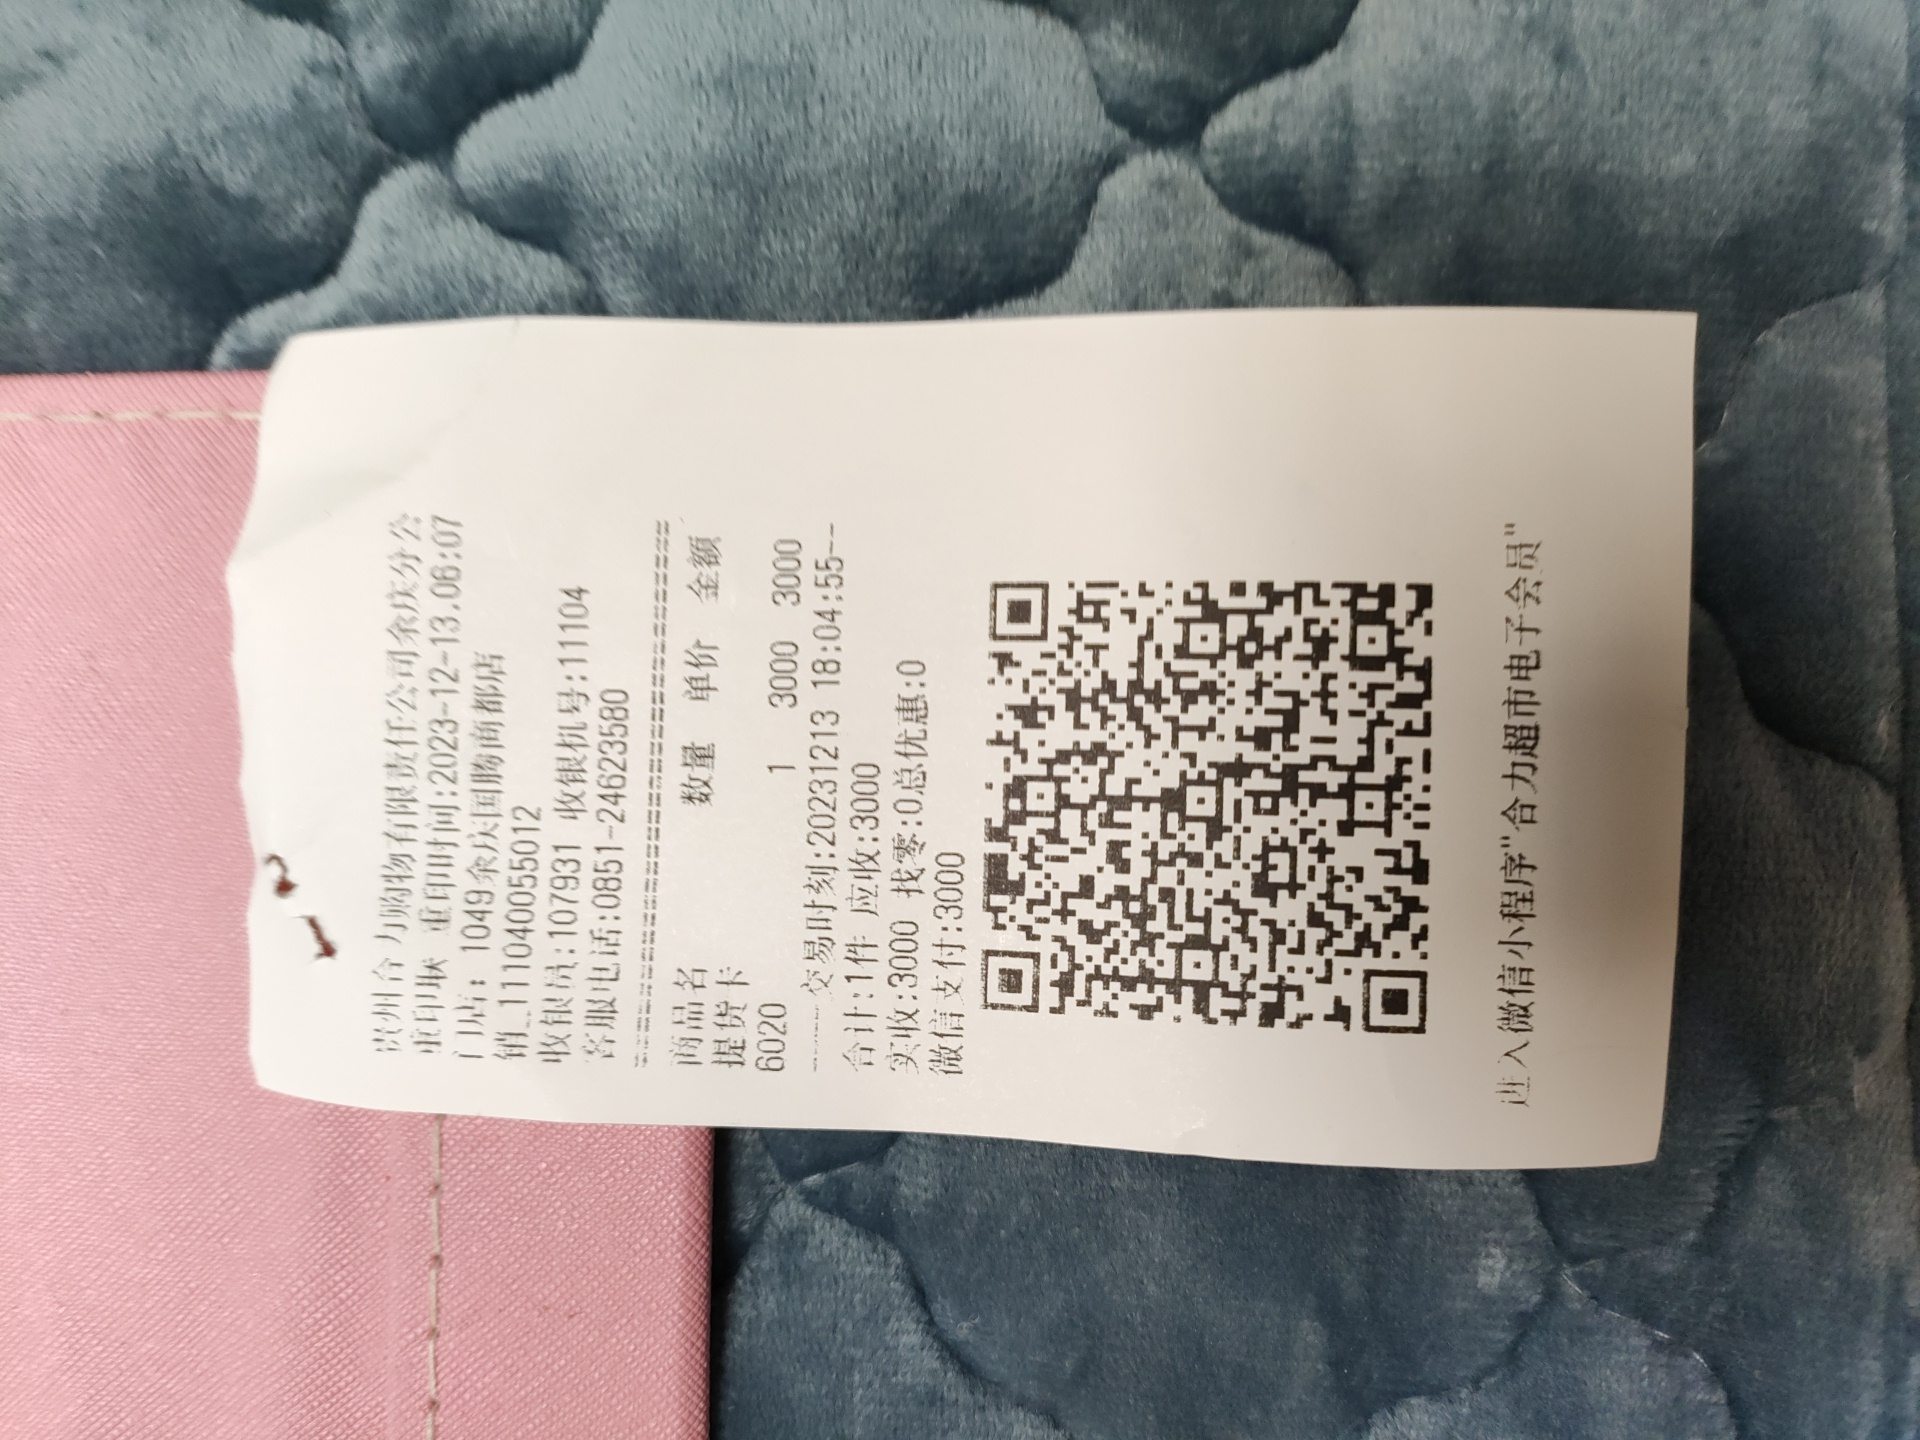 贵州合力购物有限责任公司余庆分公
重印联 重印时间:2023-12-13.06:07
门店: 1049余庆国购商都店
销_1110400550​12
收银员:107931 收银机号:11104
客服电话:0851-24623580
商品名 数量 单价 金额
提货卡
6020 1 3000 3000
交易时刻:20231213 18:04:55--
合计:1件 应收:3000
实收:3000 找零:0总优惠:0
微信支付:3000
进入微信小程序"合力超市电子会员"